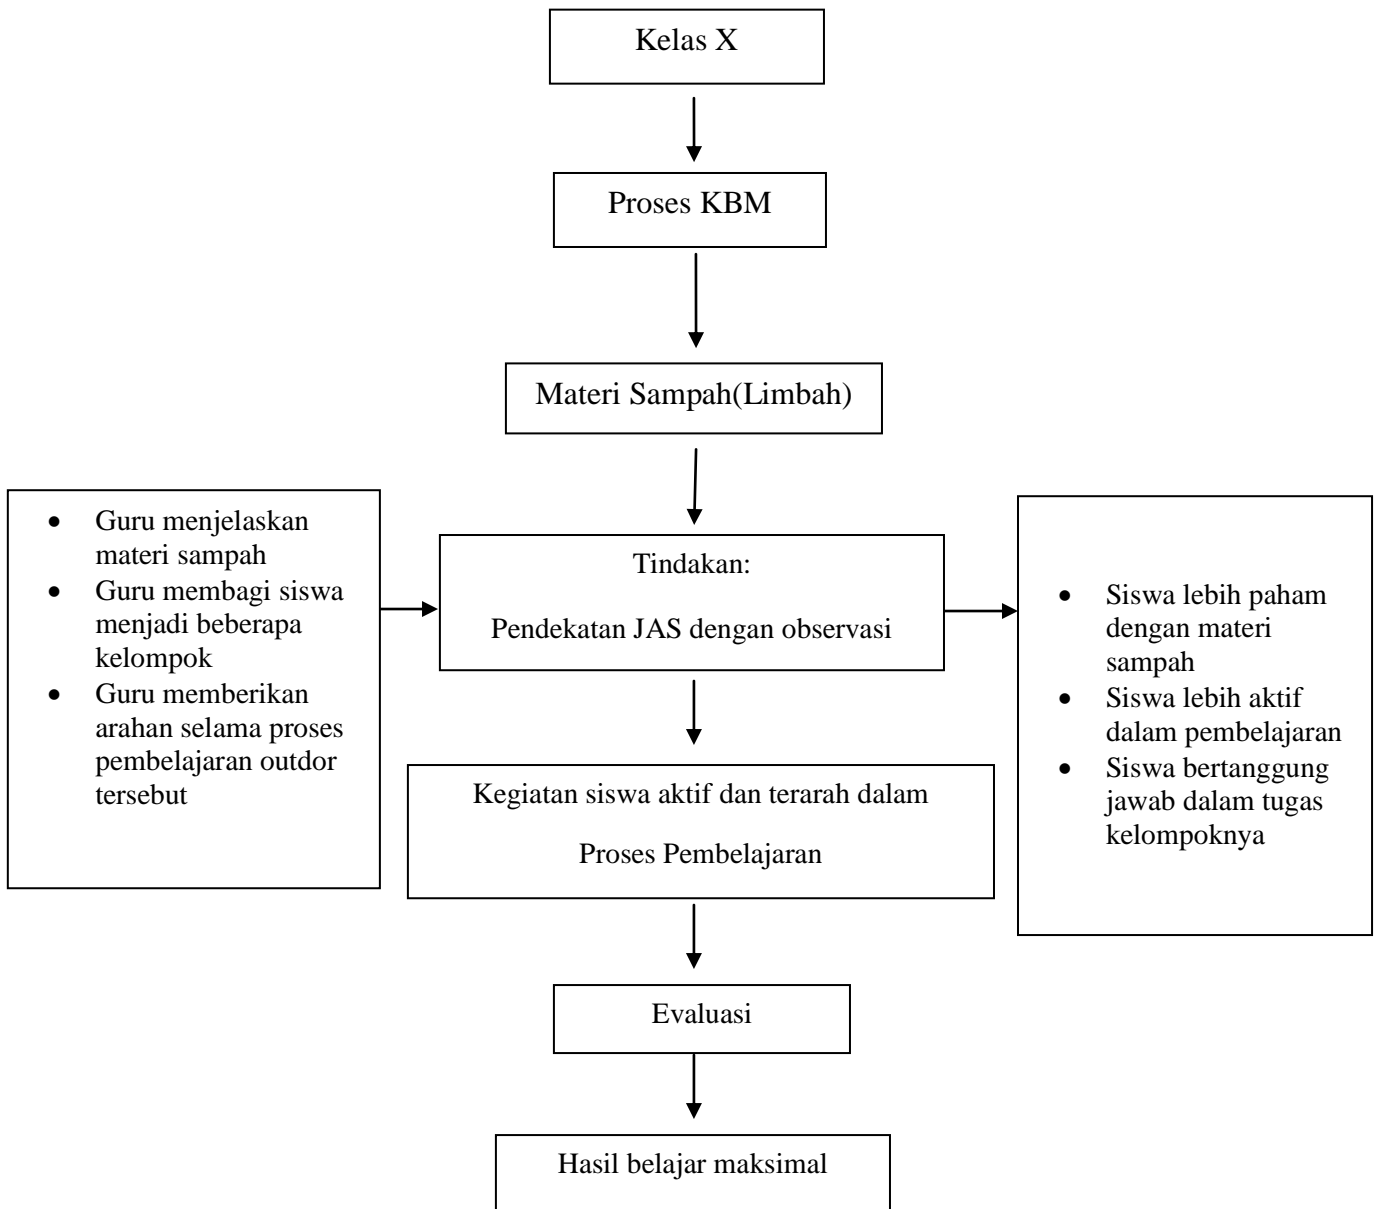 Kelas X
Proses KBM
Materi Sampah(Limbah)
• Guru menjelaskan
materi sampah
• Guru membagi siswa
menjadi beberapa
kelompok
• Guru memberikan
arahan selama proses
pembelajaran outdor
tersebut
Tindakan:
Pendekatan JAS dengan observasi
• Siswa lebih paham
dengan materi
sampah
• Siswa lebih aktif
dalam pembelajaran
• Siswa bertanggung
jawab dalam tugas
kelompoknya
Kegiatan siswa aktif dan terarah dalam
Proses Pembelajaran
Evaluasi
Hasil belajar maksimal